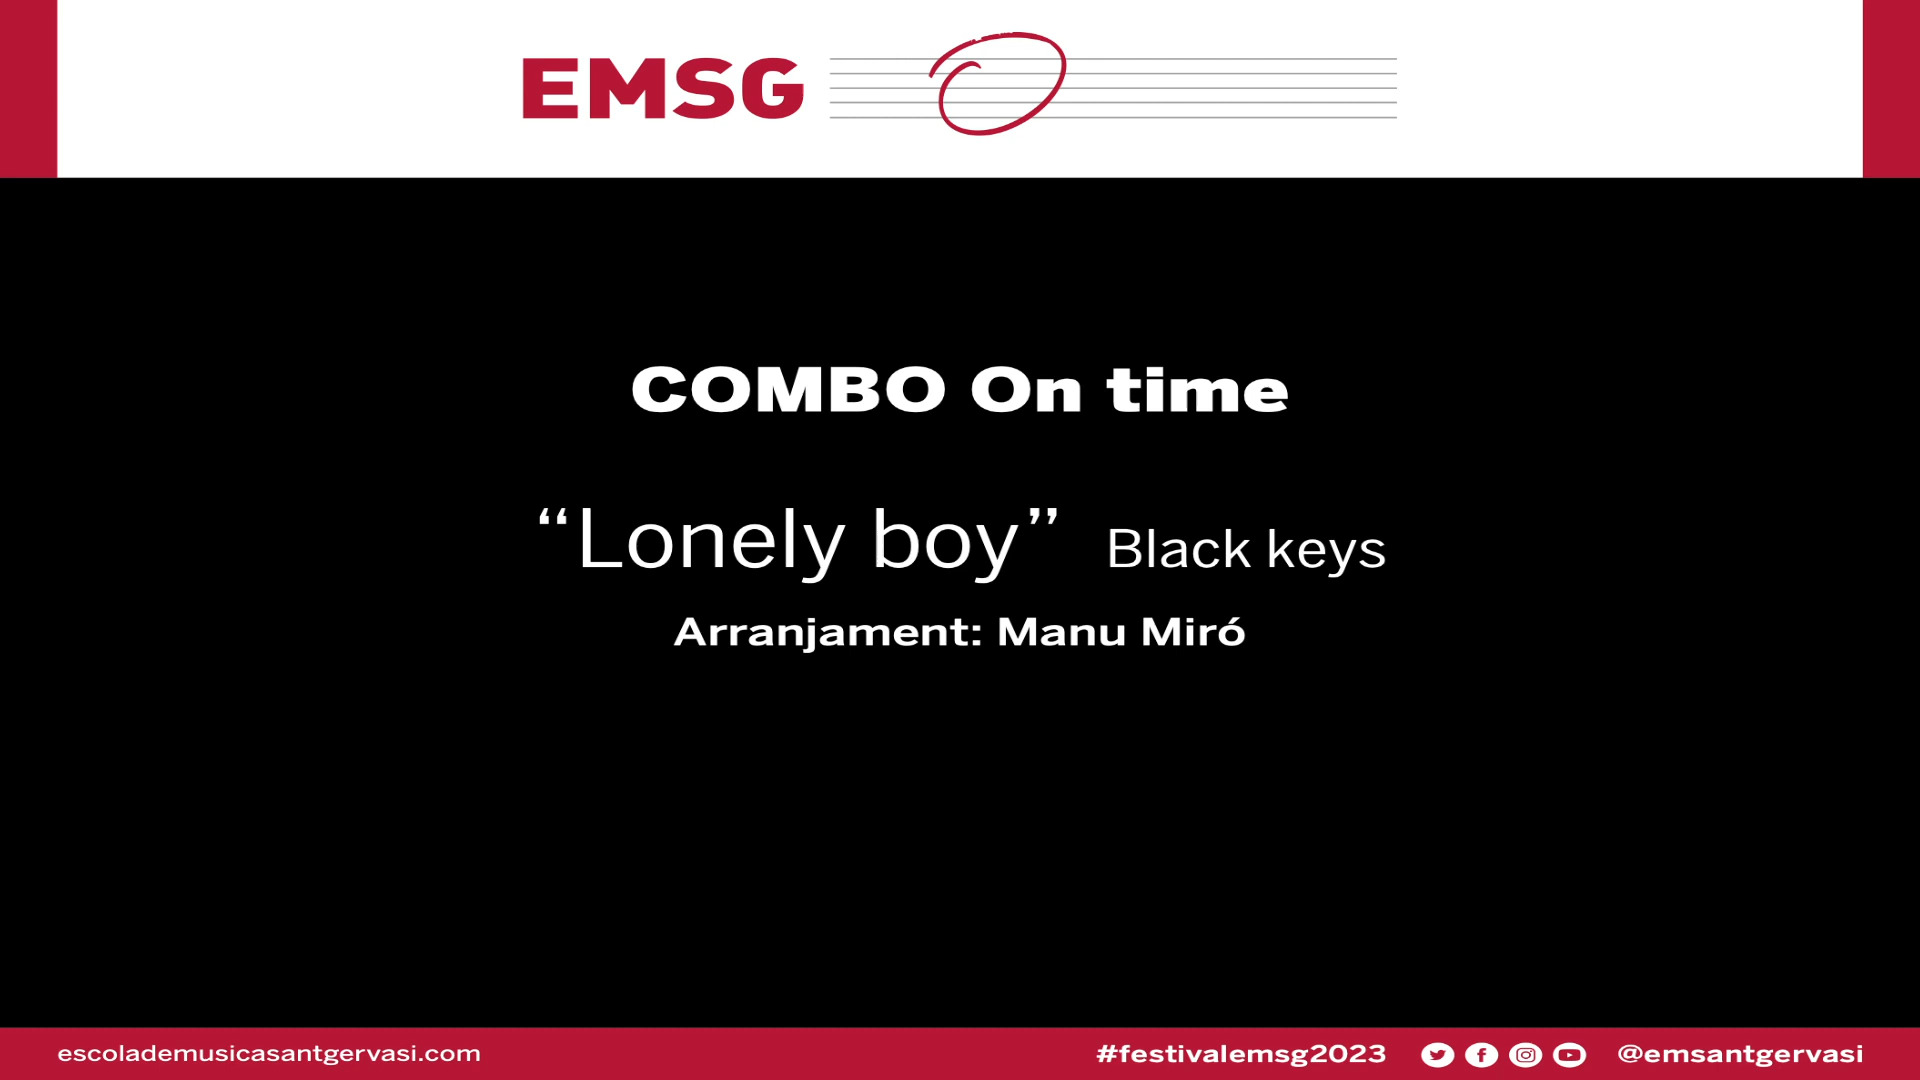 EMSG
COMBO On time
“Lonely boy” Black keys
Arranjament: Manu Miró
escolademusicasantgervasi.com #festivalemsg2023 @emsantgervasi